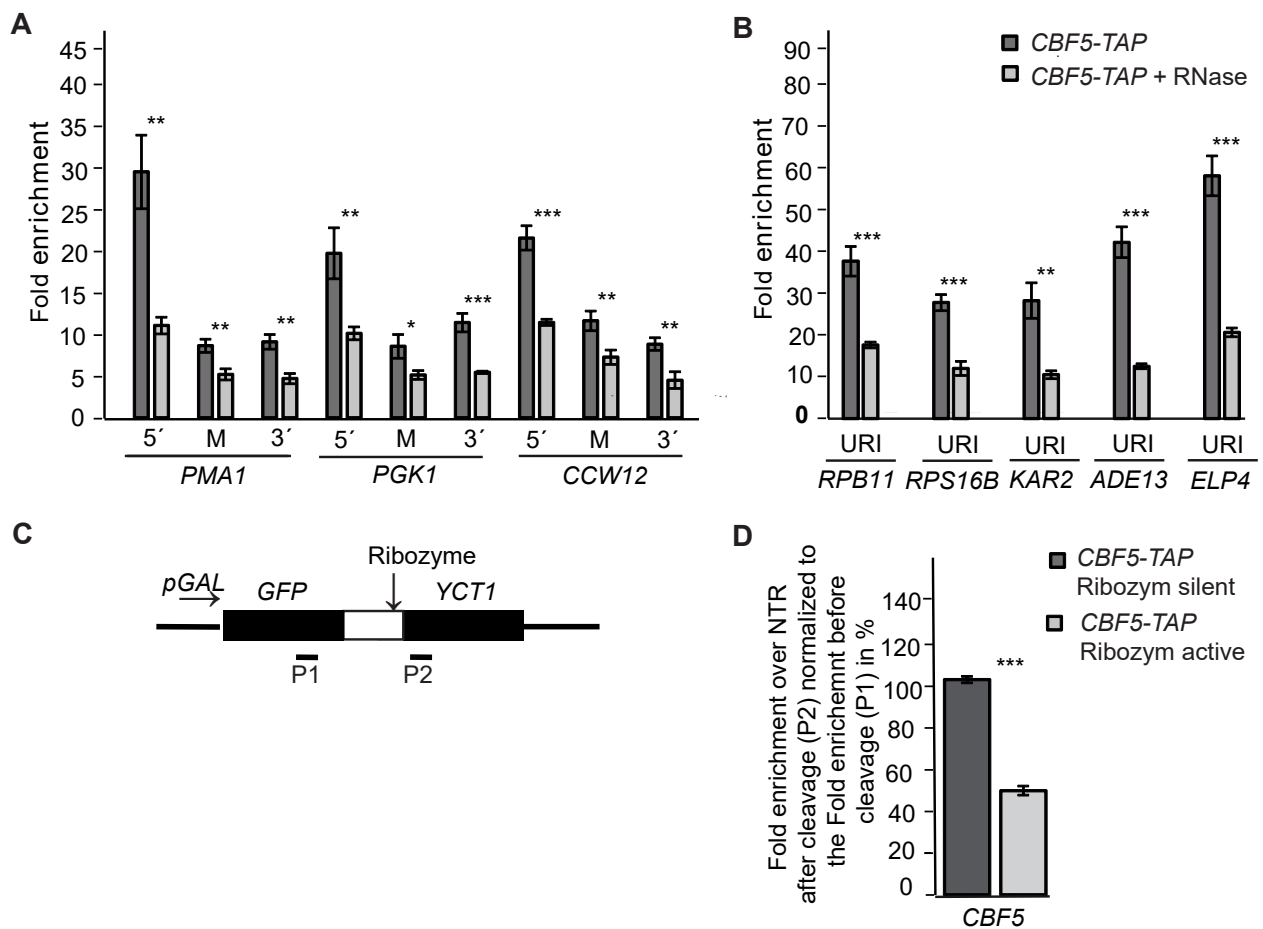 A
Fold enrichment
45
40
35
30
25
20
15
10
5
0
**
**
**
**
*
***
***
**
**
5´ M 3´ 5´ M 3´ 5´ M 3´
PMA1 PGK1 CCW12
B
CBF5-TAP
CBF5-TAP + RNase
Fold enrichment
90
80
70
60
50
40
30
20
10
0
***
***
**
***
***
URI URI URI URI URI
RPB11 RPS16B KAR2 ADE13 ELP4
C
Ribozyme
pGAL GFP YCT1
P1 P2
D
CBF5-TAP
Ribozym silent
CBF5-TAP
Ribozym active
Fold enrichment over NTR
after cleavage (P2) normalized to
the Fold enrichemnt before
cleavage (P1) in %
140
120
100
80
60
40
20
0
***
CBF5